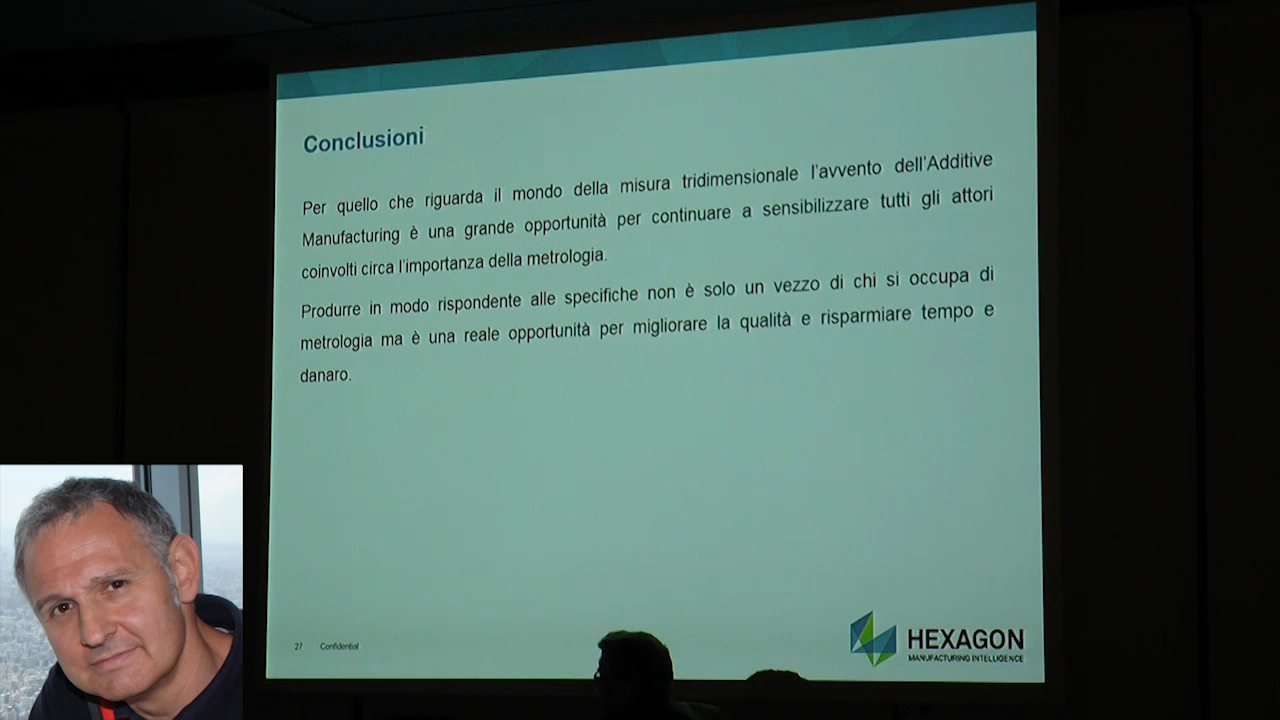 Conclusioni
Per quello che riguarda il mondo della misura tridimensionale l'avvento dell'Additive
Manufacturing è una grande opportunità per continuare a sensibilizzare tutti gli attori
coinvolti circa l'importanza della metrologia.
Produrre in modo rispondente alle specifiche non è solo un vezzo di chi si occupa di
metrologia ma è una reale opportunità per migliorare la qualità e risparmiare tempo e
danaro.
27 Confidential
HEXAGON
MANUFACTURING INTELLIGENCE